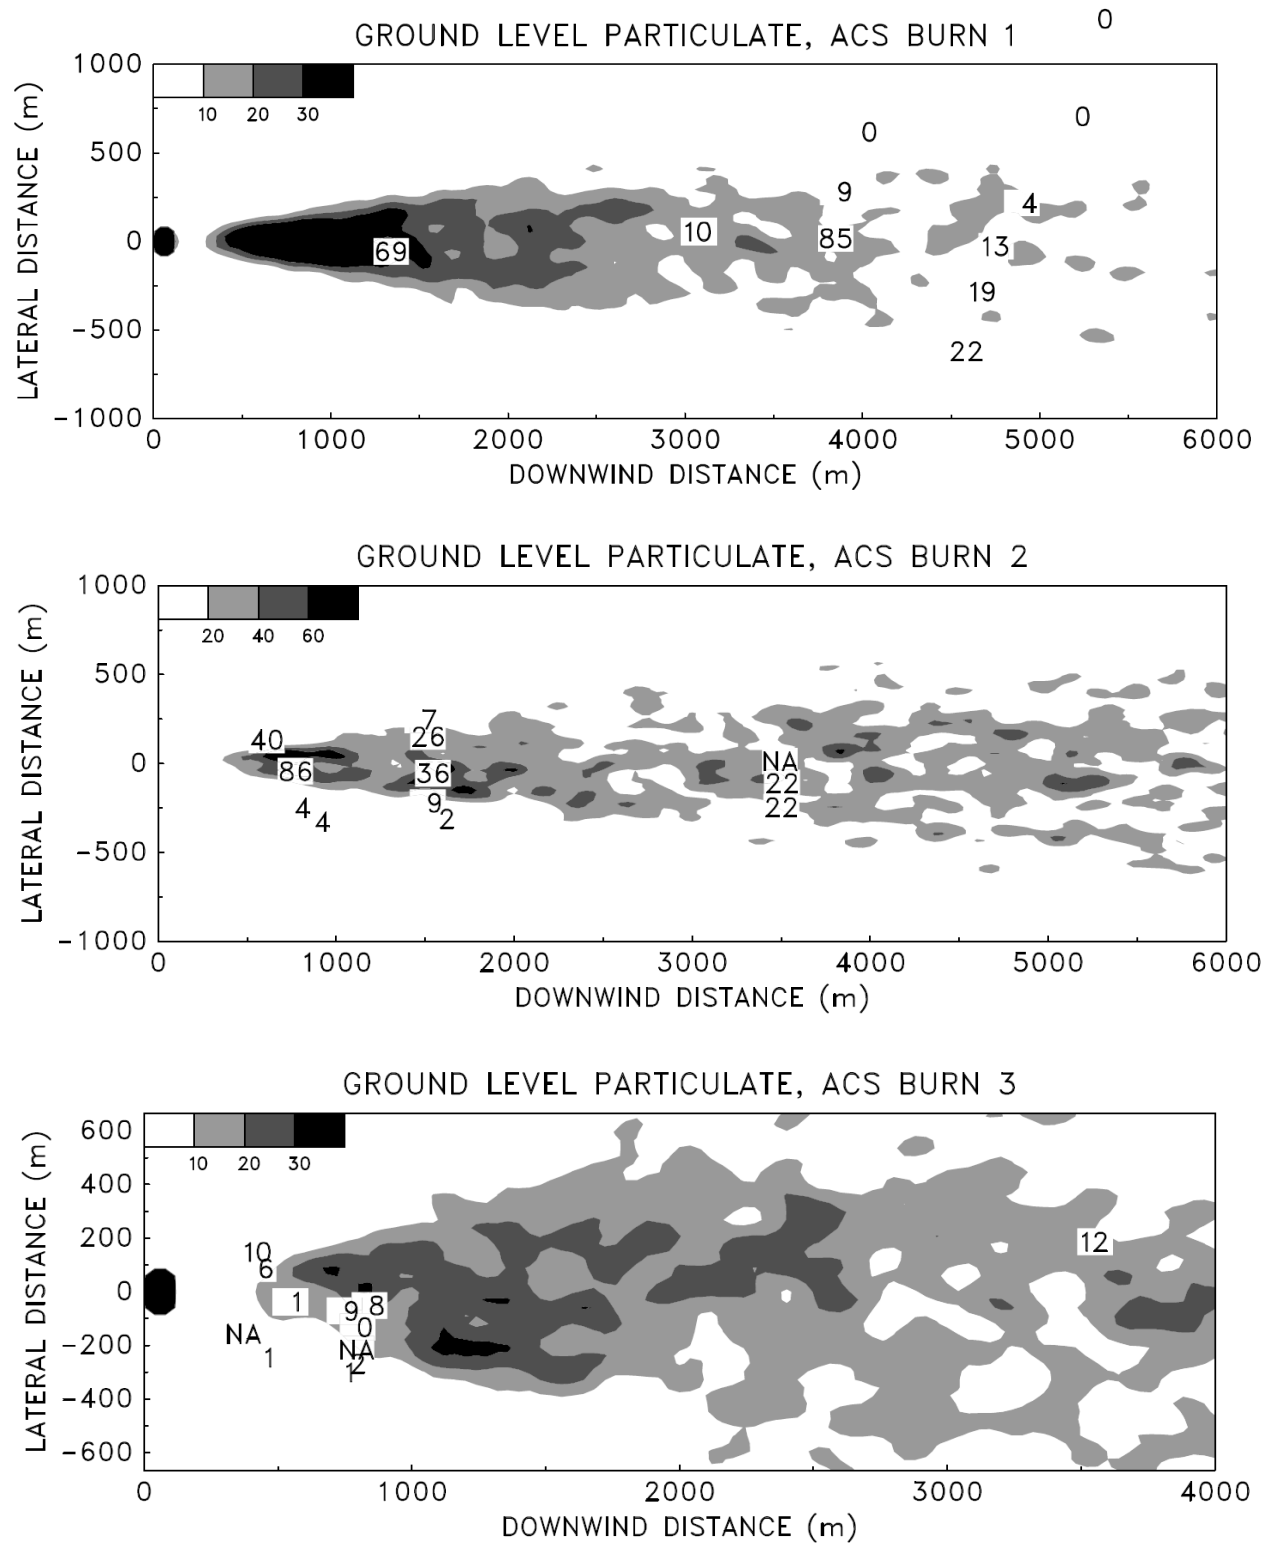 0
GROUND LEVEL PARTICULATE, ACS BURN 1
1000
10 20 30
0
0
500
9
4
10
85
0
69
13
19
-500
22
-1000
0 1000 2000 3000 4000 5000 6000
DOWNWIND DISTANCE (m)
LATERAL DISTANCE (m)
GROUND LEVEL PARTICULATE, ACS BURN 2
1000
20 40 60
500
7
40 26
0
NA
86 36
22
4 9 22
4 2
-500
-1000
0 1000 2000 3000 4000 5000 6000
DOWNWIND DISTANCE (m)
LATERAL DISTANCE (m)
GROUND LEVEL PARTICULATE, ACS BURN 3
600
10 20 30
400
200
12
10
6
0
1 9 8
0
NA
-200 NA
1 2
1
-400
-600
0 1000 2000 3000 4000
DOWNWIND DISTANCE (m)
LATERAL DISTANCE (m)